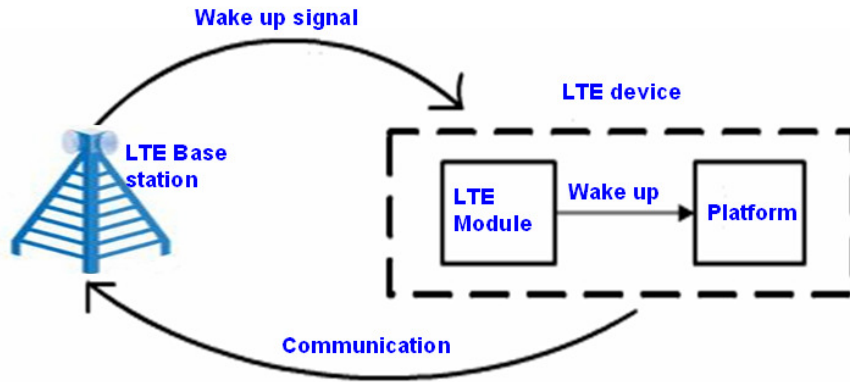 Wake up signal
LTE device
LTE Base
station
LTE
Module
Wake up
Platform
Communication